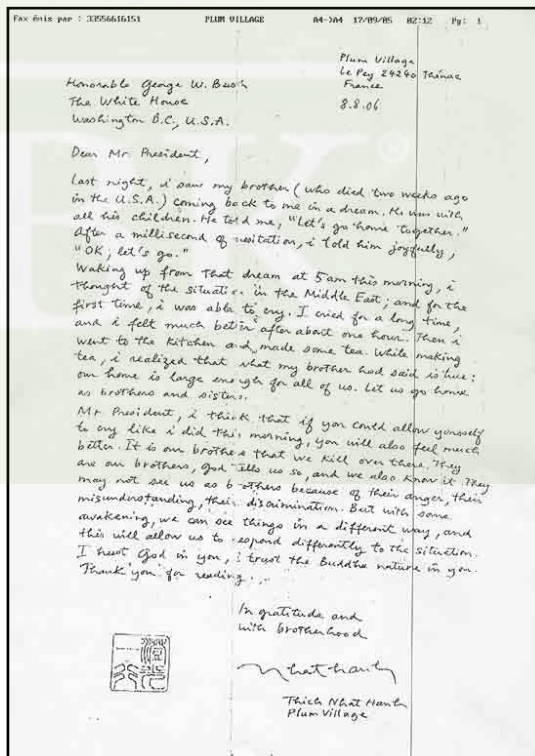 Fax émis par : 33556616151 PLUM VILLAGE A4->A4 17/09/05 02:12 Pg: 1
Plum Village
Le Pey 24240 Thénac
France
8.8.06
Honorable George W. Bush
The White House
Washington D.C., U.S.A.
Dear Mr. President,
Last night, i saw my brother (who died two weeks ago
in the U.S.A.) coming back to me in a dream. He was with
all his children. He told me, "Let's go home together."
After a millisecond of hesitation, i told him joyfully,
"OK, let's go."
Waking up from that dream at 5 am this morning, i
thought of the situation in the Middle East; and for the
first time, i was able to cry. I cried for a long time,
and i felt much better after about one hour. Then i
went to the kitchen and made some tea. While making
tea, i realized that what my brother had said is true:
our home is large enough for all of us. Let us go home
as brothers and sisters.
Mr. President, i think that if you could allow yourself
to cry like i did this morning, you will also feel much
better. It is our brothers that we kill over there. They
are our brothers, God tells us so, and we also know it. They
may not see us as brothers because of their anger, their
misunderstanding, their discrimination. But with some
awakening, we can see things in a different way, and
this will allow us to respond differently to the situation.
I trust God in you, i trust the Buddha nature in you.
Thank you for reading.
In gratitude and
with brotherhood
Nhat Hanh
Thich Nhat Hanh
Plum Village